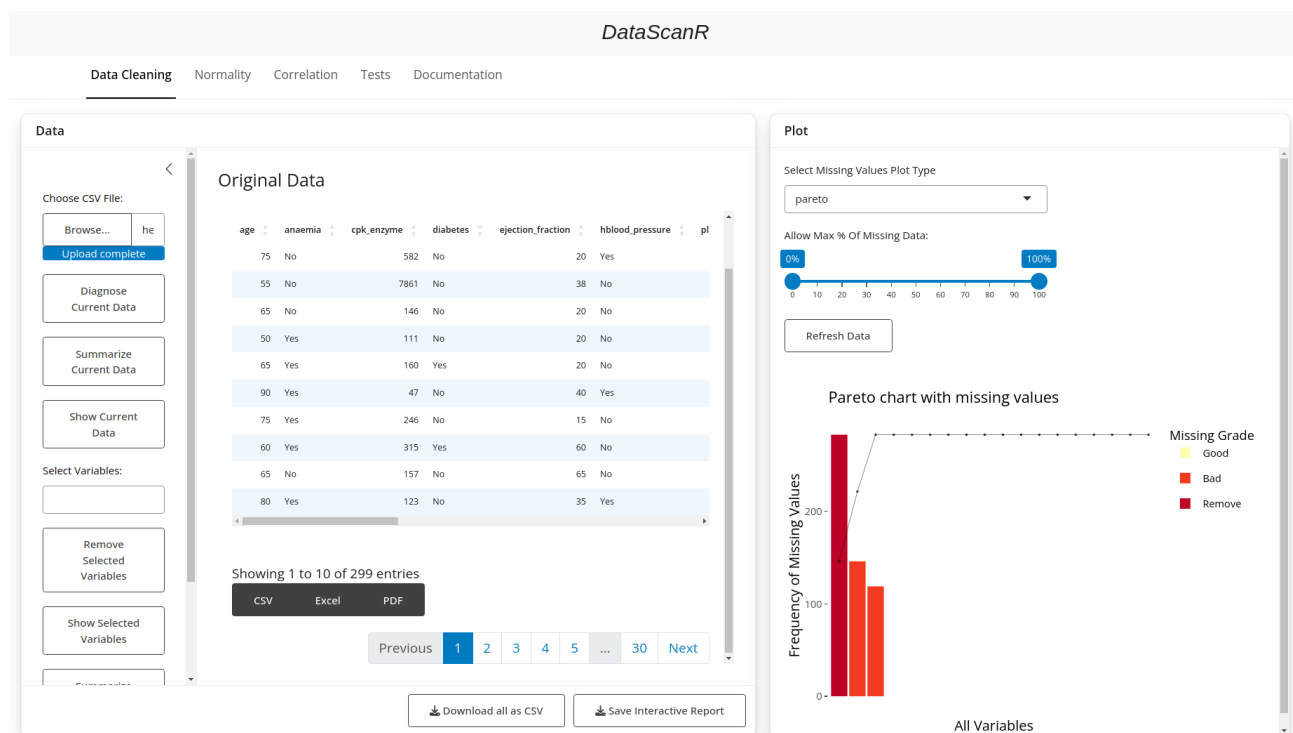 DataScanR
Data Cleaning Normality Correlation Tests Documentation
Data
Choose CSV File:
Browse... he
Upload complete
Diagnose
Current Data
Summarize
Current Data
Show Current
Data
Select Variables:
Remove
Selected
Variables
Show Selected
Variables
Original Data
age anaemia cpk_enzyme diabetes ejection_fraction hblood_pressure pl
75 No 582 No 20 Yes
55 No 7861 No 38 No
65 No 146 No 20 No
50 Yes 111 No 20 No
65 Yes 160 Yes 20 No
90 Yes 47 No 40 Yes
75 Yes 246 No 15 No
60 Yes 315 Yes 60 No
65 No 157 No 65 No
80 Yes 123 No 35 Yes
Showing 1 to 10 of 299 entries
CSV Excel PDF
Previous 1 2 3 4 5 ... 30 Next
Download all as CSV Save Interactive Report
Plot
Select Missing Values Plot Type
pareto
Allow Max % Of Missing Data:
0% 100%
0 10 20 30 40 50 60 70 80 90 100
Refresh Data
Pareto chart with missing values
Missing Grade
Good
Bad
Remove
Frequency of Missing Values
200
100
0
All Variables